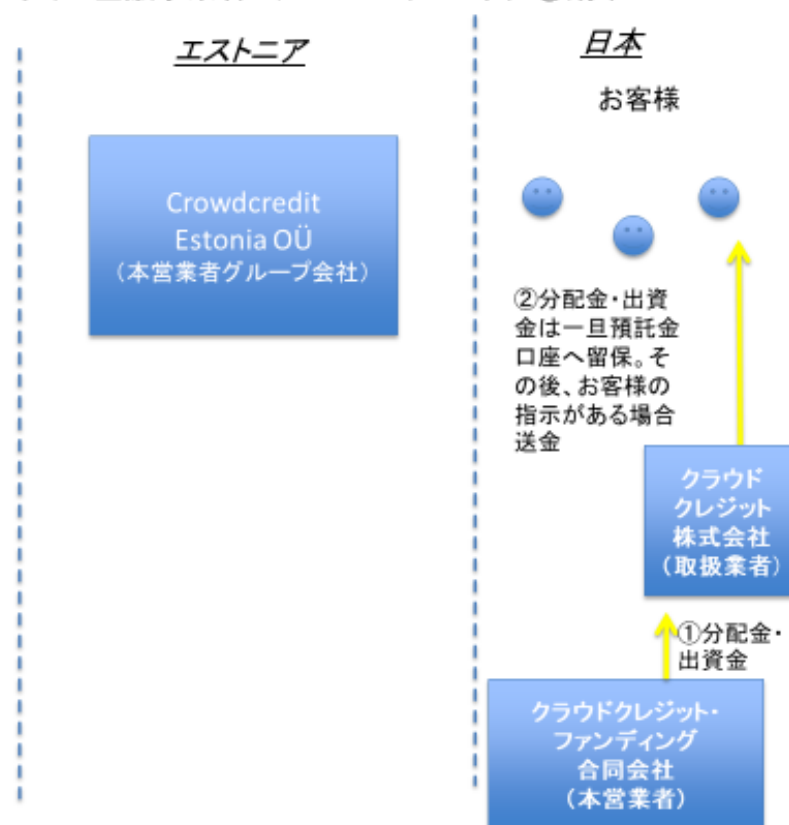 エストニア
日本
お客様
Crowdcredit
Estonia OÜ
（本営業者グループ会社）
②分配金・出資
金は一旦預託金
口座へ留保。そ
の後、お客様の
指示がある場合
送金
クラウド
クレジット
株式会社
（取扱業者）
①分配金・
出資金
クラウドクレジット・
ファンディング
合同会社
（本営業者）